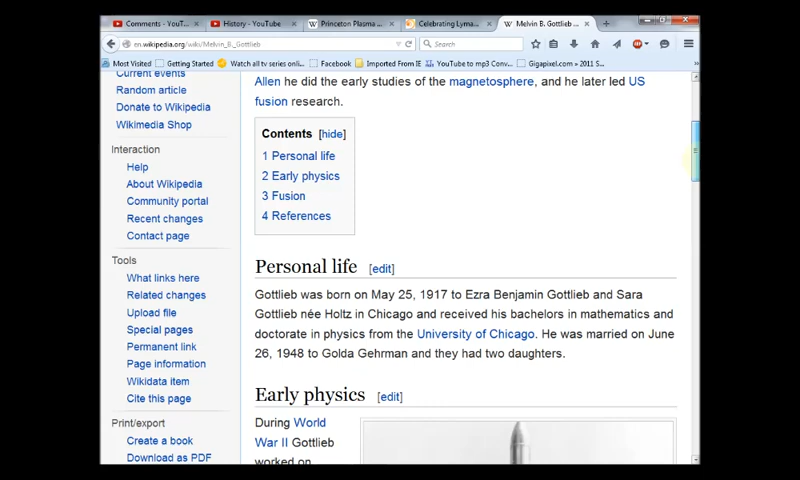 Comments - YouT...
History - YouTube
Princeton Plasma ...
Celebrating Lyma...
Melvin B. Gottlieb ...
en.wikipedia.org/wiki/Melvin_B._Gottlieb
Search
Most Visited
Getting Started
Watch all tv series onli...
Facebook
Imported From IE
YouTube to mp3 Conv...
Gigapixel.com » 2011 S...
Current events
Random article
Donate to Wikipedia
Wikimedia Shop
Interaction
Help
About Wikipedia
Community portal
Recent changes
Contact page
Tools
What links here
Related changes
Upload file
Special pages
Permanent link
Page information
Wikidata item
Cite this page
Print/export
Create a book
Download as PDF
Allen he did the early studies of the magnetosphere, and he later led US
fusion research.
Contents [hide]
1 Personal life
2 Early physics
3 Fusion
4 References
Personal life [edit]
Gottlieb was born on May 25, 1917 to Ezra Benjamin Gottlieb and Sara
Gottlieb née Holtz in Chicago and received his bachelors in mathematics and
doctorate in physics from the University of Chicago. He was married on June
26, 1948 to Golda Gehrman and they had two daughters.
Early physics [edit]
During World
War II Gottlieb
worked on